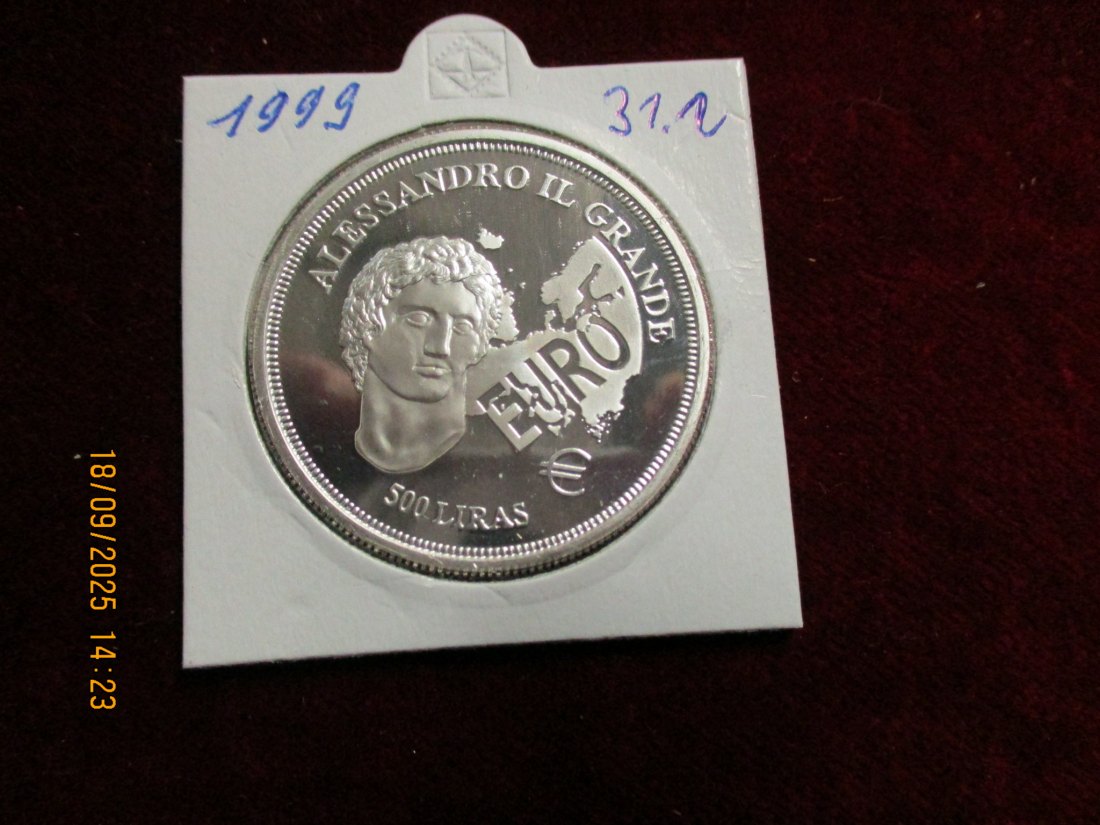 1999 31.1
ALESSANDRO IL GRANDE
EURO
€
500 LIRAS
18/09/2025 14:23